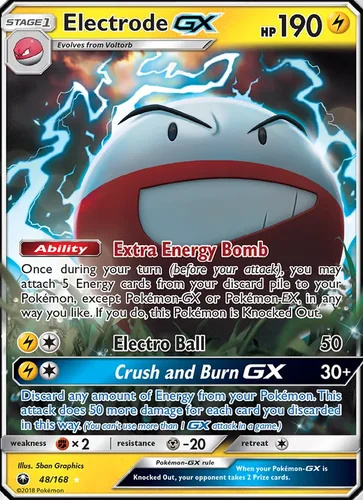 STAGE 1 Electrode GX HP 190
Evolves from Voltorb
Ability Extra Energy Bomb
Once during your turn (before your attack), you may
attach 5 Energy cards from your discard pile to your
Pokémon, except Pokémon-GX or Pokémon-EX, in any
way you like. If you do, this Pokémon is Knocked Out.
Electro Ball 50
Crush and Burn GX 30+
Discard any amount of Energy from your Pokémon. This
attack does 50 more damage for each card you discarded
in this way. (You can't use more than 1 GX attack in a game.)
weakness ×2 resistance -20 retreat
Illus. 5ban Graphics
Pokémon-GX rule
When your Pokémon-GX is
Knocked Out, your opponent takes 2 Prize cards.
48/168
©2018 Pokémon